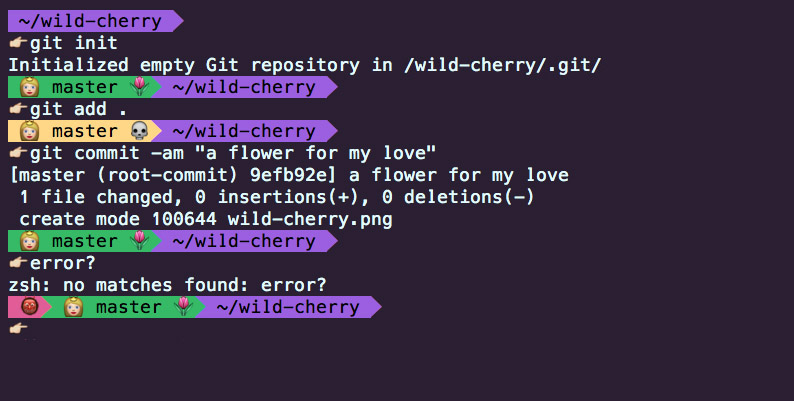 ~/wild-cherry
👉🏼git init
Initialized empty Git repository in /wild-cherry/.git/
👸🏼 master 🌷 ~/wild-cherry
👉🏼git add .
👸🏼 master 💀 ~/wild-cherry
👉🏼git commit -am "a flower for my love"
[master (root-commit) 9efb92e] a flower for my love
1 file changed, 0 insertions(+), 0 deletions(-)
create mode 100644 wild-cherry.png
👸🏼 master 🌷 ~/wild-cherry
👉🏼error?
zsh: no matches found: error?
👹 👸🏼 master 🌷 ~/wild-cherry
👉🏼